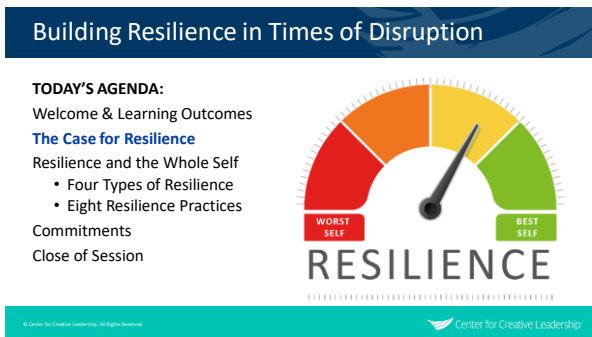 Building Resilience in Times of Disruption
TODAY'S AGENDA:
Welcome & Learning Outcomes
The Case for Resilience
Resilience and the Whole Self
• Four Types of Resilience
• Eight Resilience Practices
Commitments
Close of Session
WORST
SELF
BEST
SELF
RESILIENCE
© Center for Creative Leadership. All Rights Reserved.
Center for Creative Leadership